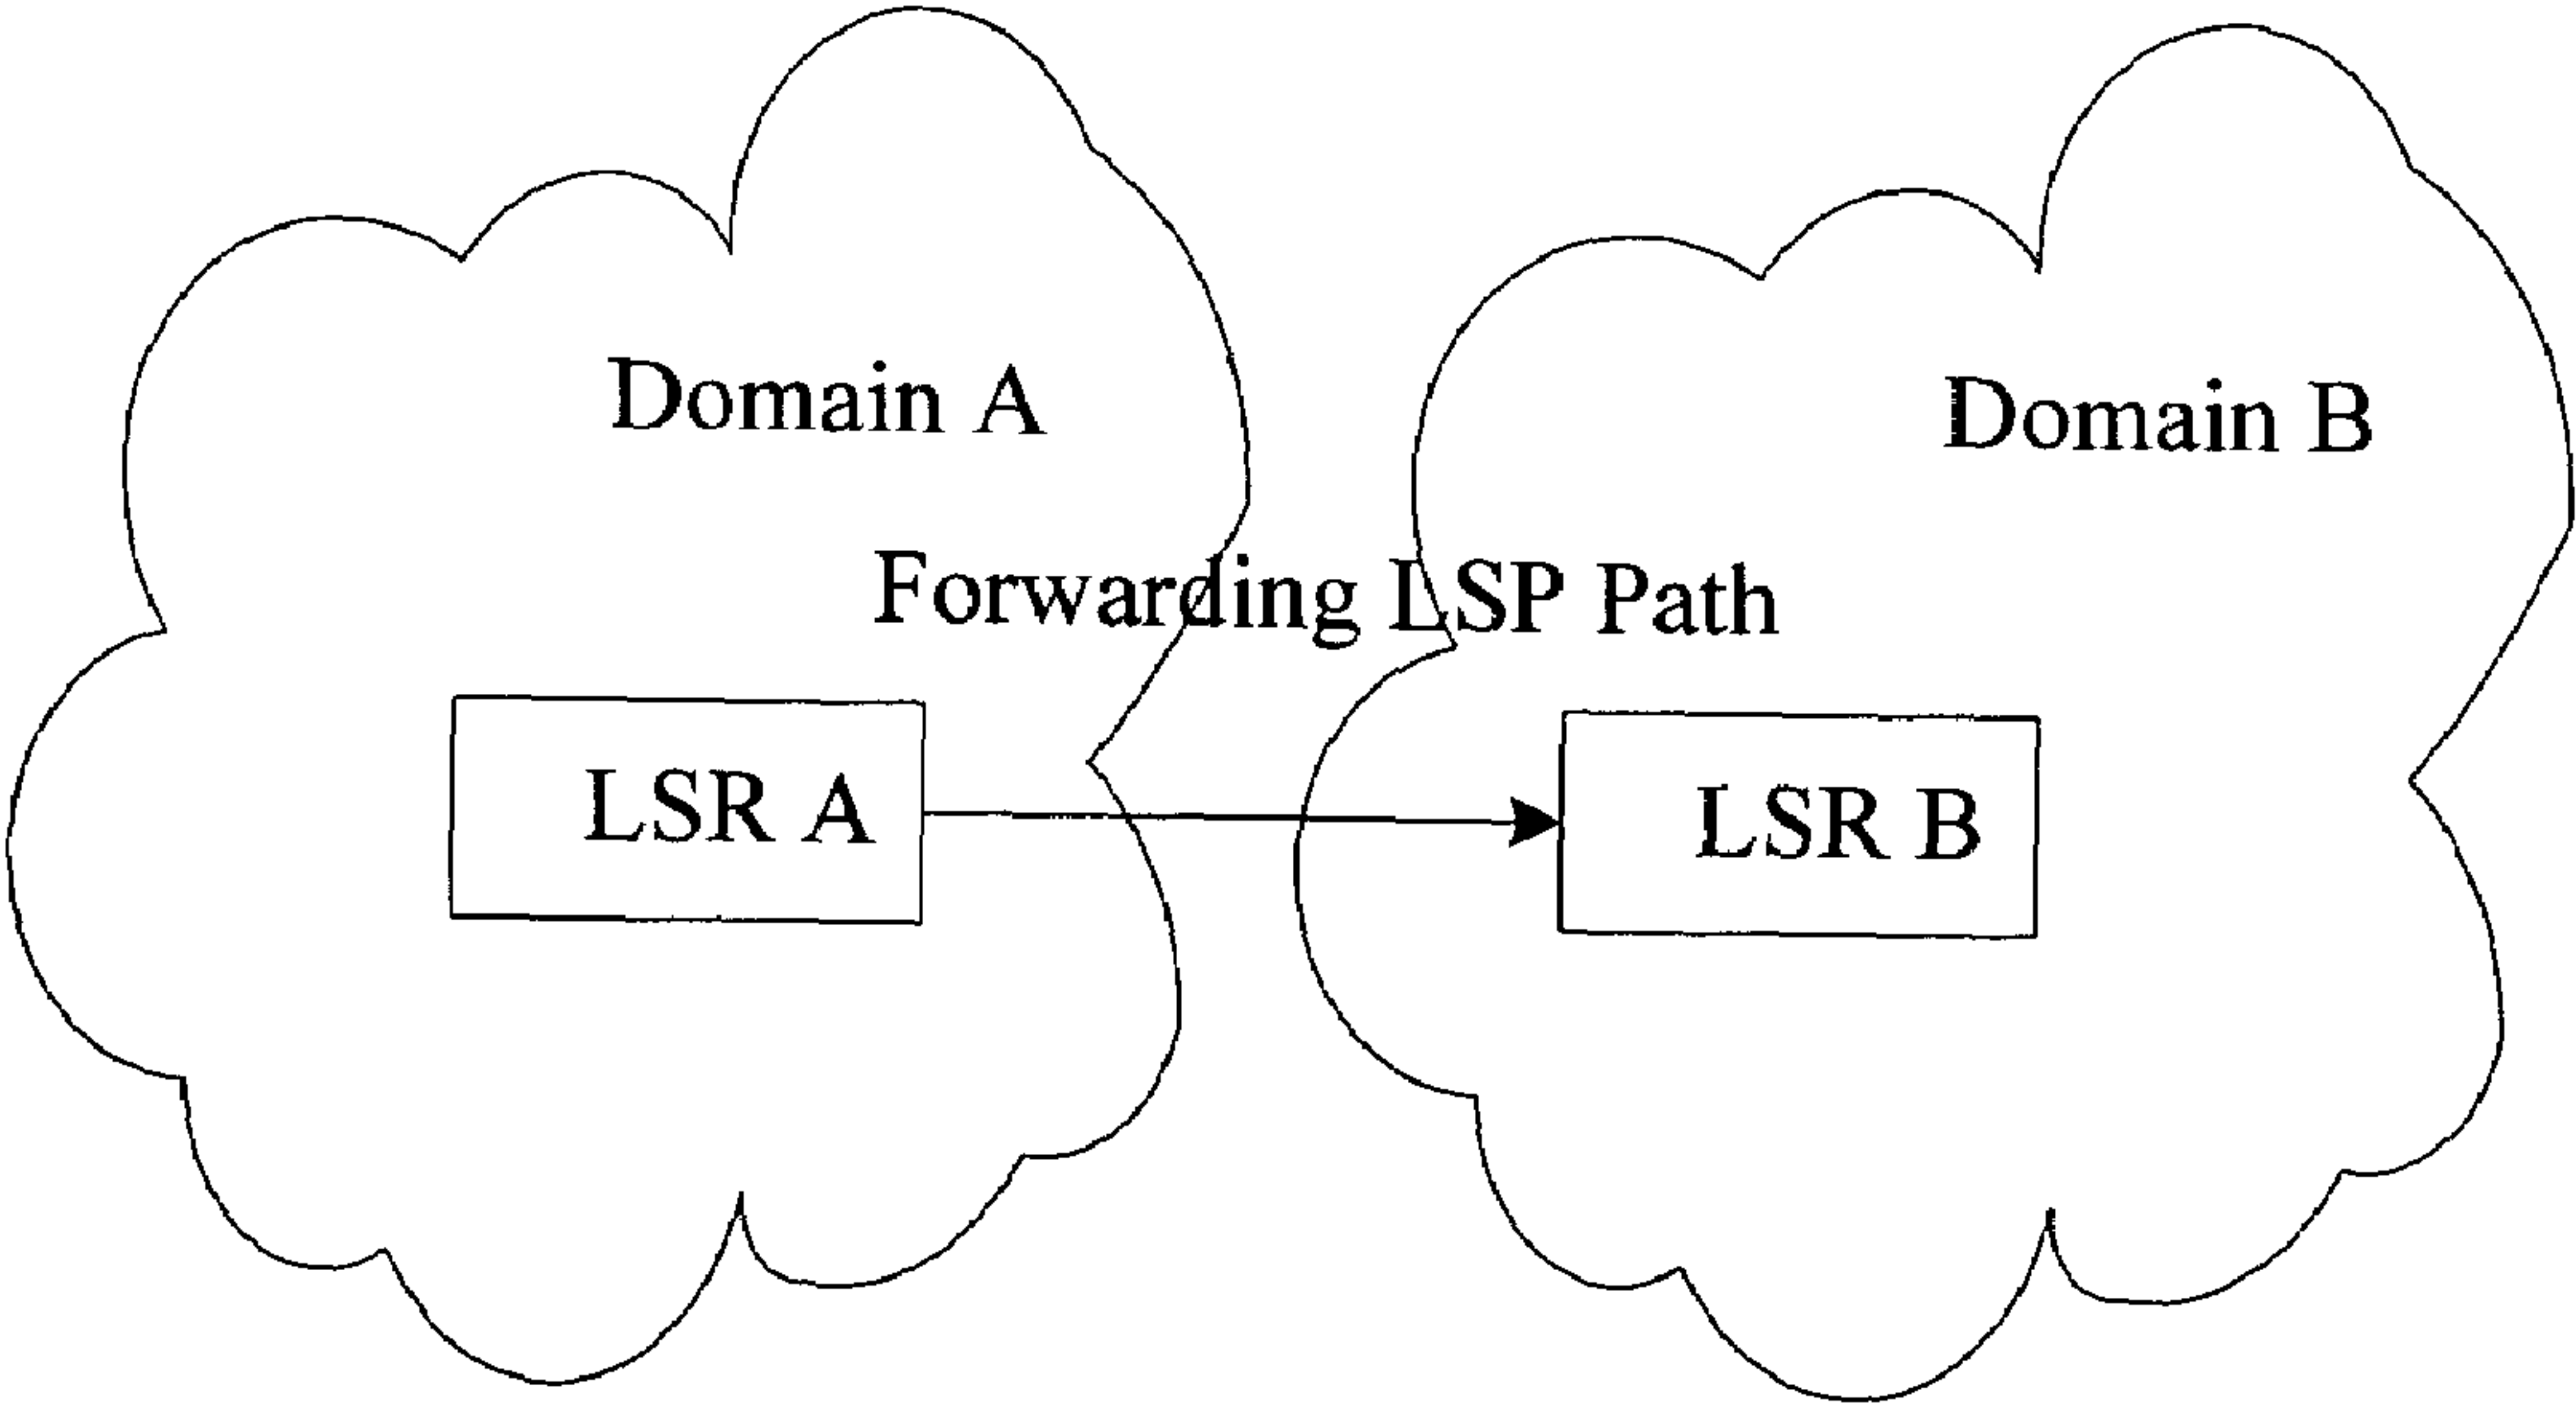 Domain A
Domain B
Forwarding LSP Path
LSR A
LSR B